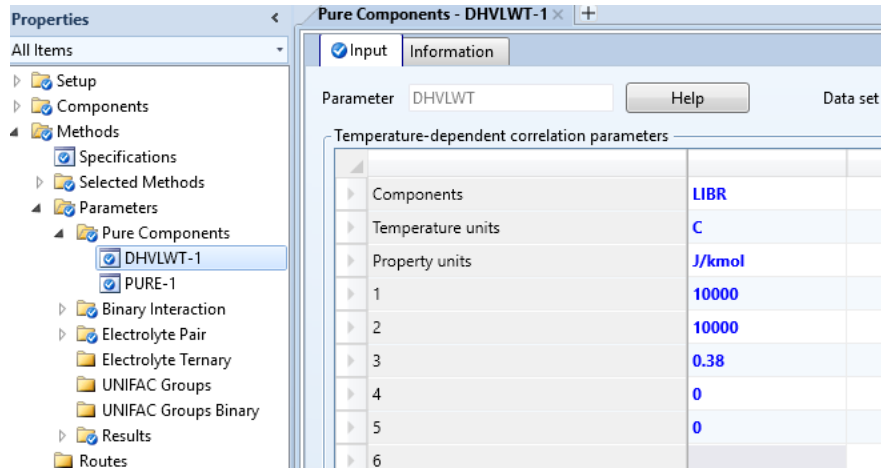 Properties
All Items
Setup
Components
Methods
Specifications
Selected Methods
Parameters
Pure Components
DHVLWT-1
PURE-1
Binary Interaction
Electrolyte Pair
Electrolyte Ternary
UNIFAC Groups
UNIFAC Groups Binary
Results
Routes
Pure Components - DHVLWT-1
Input Information
Parameter DHVLWT Help Data set
Temperature-dependent correlation parameters
Components LIBR
Temperature units C
Property units J/kmol
1 10000
2 10000
3 0.38
4 0
5 0
6